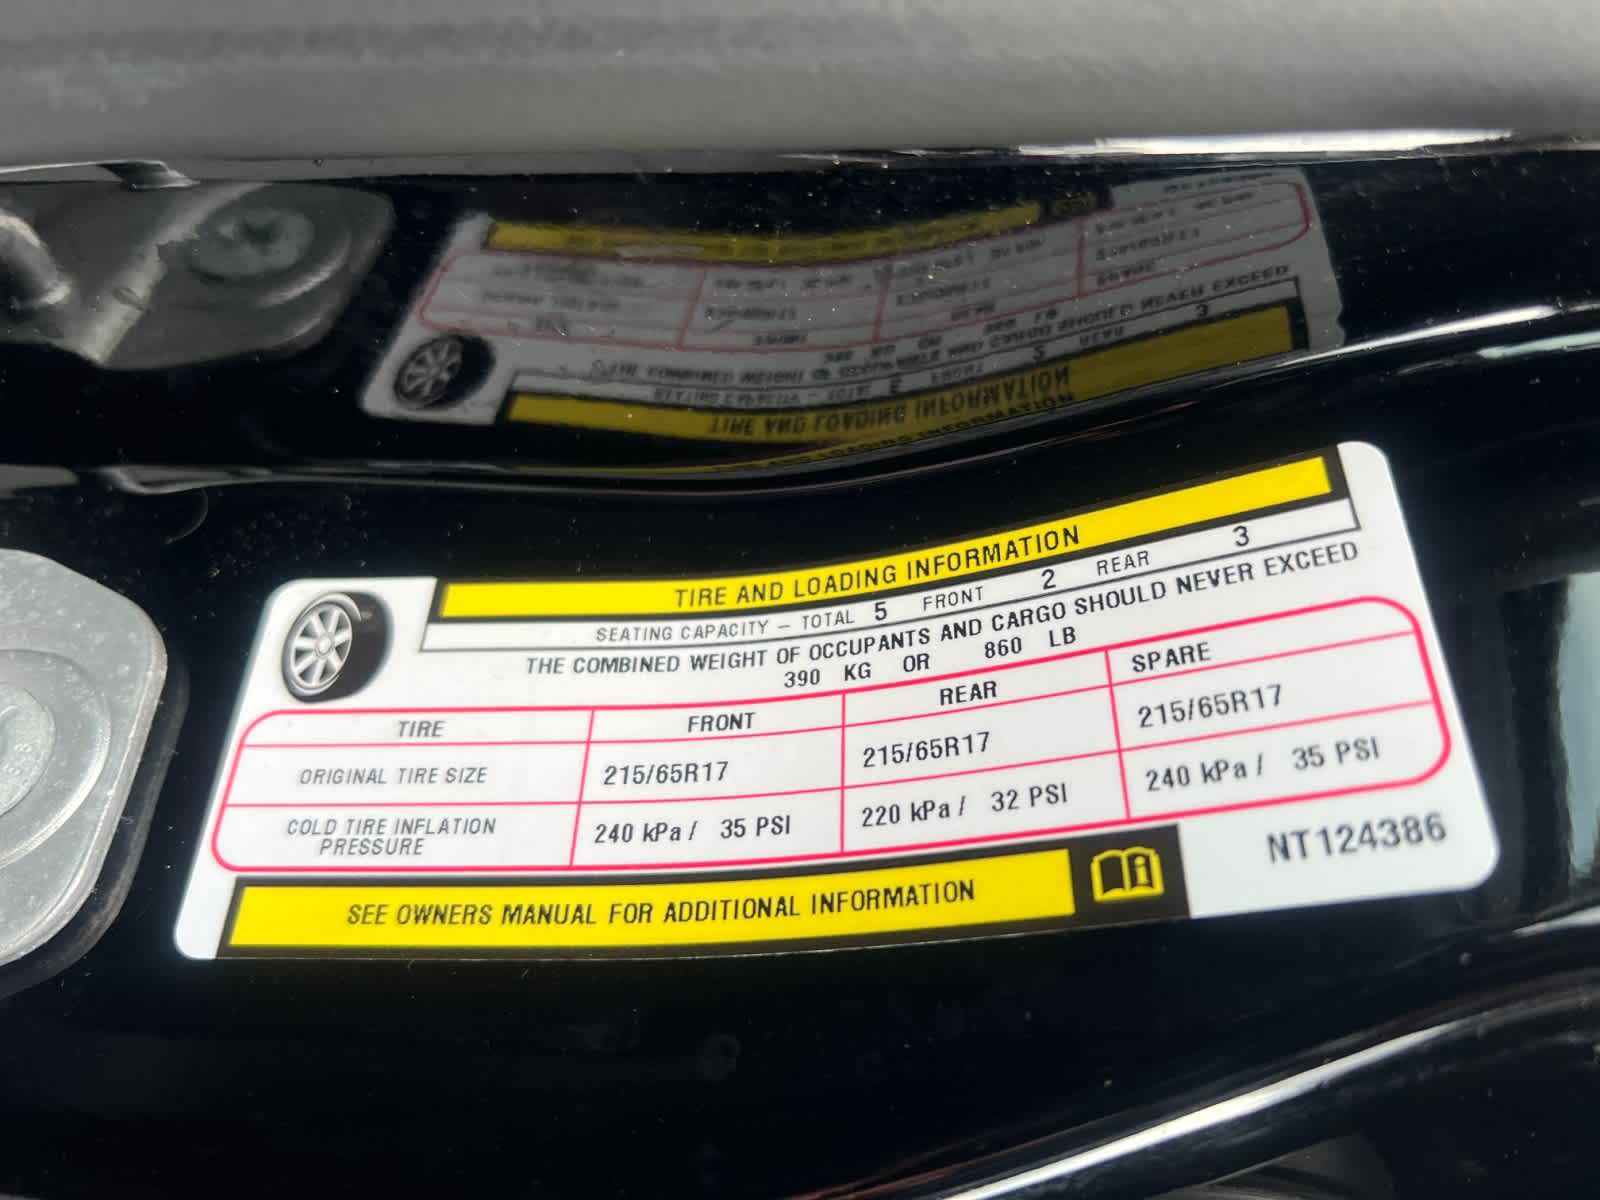 TIRE AND LOADING INFORMATION
SEATING CAPACITY – TOTAL 5 FRONT 2 REAR 3
THE COMBINED WEIGHT OF OCCUPANTS AND CARGO SHOULD NEVER EXCEED
390 KG OR 860 LB
TIRE FRONT REAR SPARE
ORIGINAL TIRE SIZE 215/65R17 215/65R17 215/65R17
COLD TIRE INFLATION
PRESSURE 240 kPa / 35 PSI 220 kPa / 32 PSI 240 kPa / 35 PSI
SEE OWNERS MANUAL FOR ADDITIONAL INFORMATION
NT124386